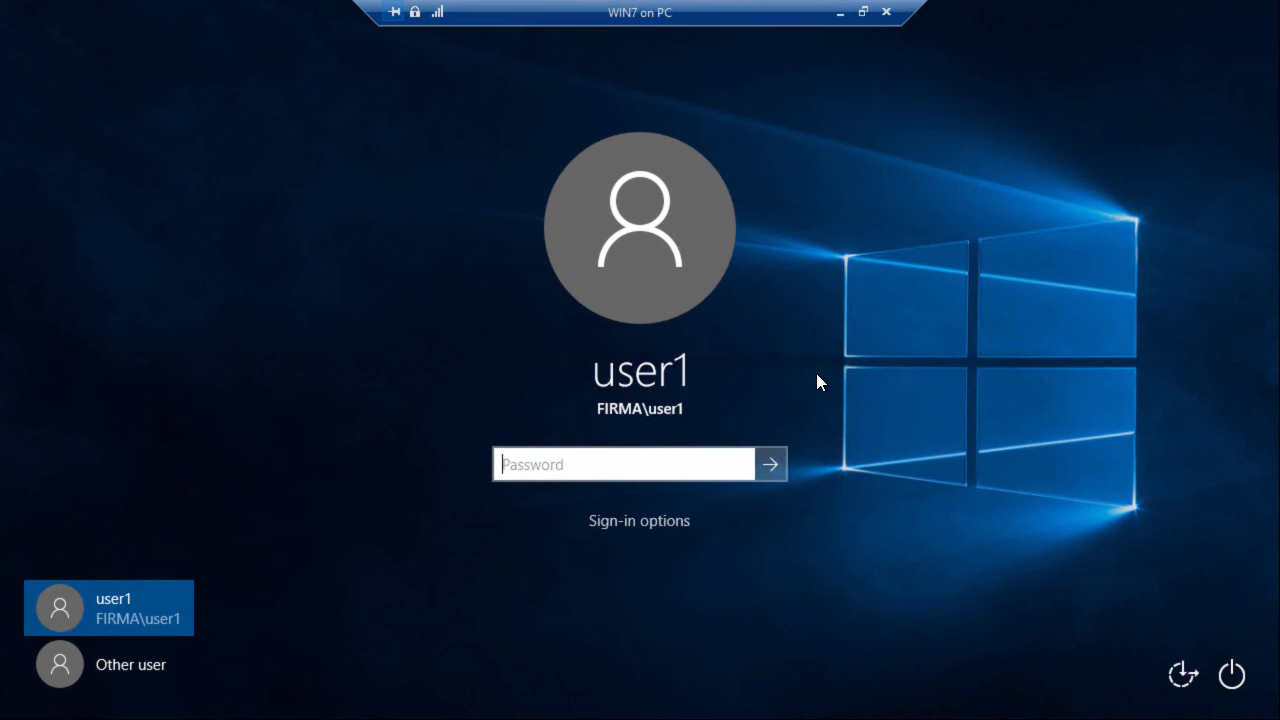 WIN7 on PC
user1
FIRMA\user1
Password
Sign-in options
user1
FIRMA\user1
Other user